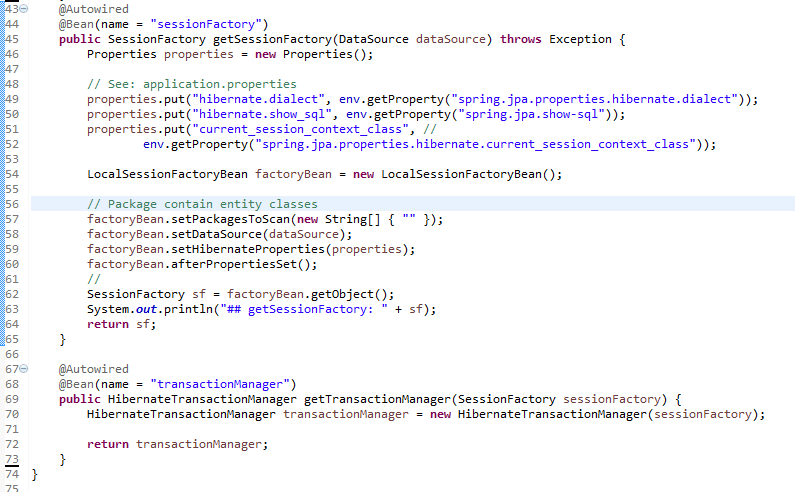 43 @Autowired
44 @Bean(name = "sessionFactory")
45 public SessionFactory getSessionFactory(DataSource dataSource) throws Exception {
46 Properties properties = new Properties();
47
48 // See: application.properties
49 properties.put("hibernate.dialect", env.getProperty("spring.jpa.properties.hibernate.dialect"));
50 properties.put("hibernate.show_sql", env.getProperty("spring.jpa.show-sql"));
51 properties.put("current_session_context_class", //
52 env.getProperty("spring.jpa.properties.hibernate.current_session_context_class"));
53
54 LocalSessionFactoryBean factoryBean = new LocalSessionFactoryBean();
55
56 // Package contain entity classes
57 factoryBean.setPackagesToScan(new String[] { "" });
58 factoryBean.setDataSource(dataSource);
59 factoryBean.setHibernateProperties(properties);
60 factoryBean.afterPropertiesSet();
61 //
62 SessionFactory sf = factoryBean.getObject();
63 System.out.println("## getSessionFactory: " + sf);
64 return sf;
65 }
66
67 @Autowired
68 @Bean(name = "transactionManager")
69 public HibernateTransactionManager getTransactionManager(SessionFactory sessionFactory) {
70 HibernateTransactionManager transactionManager = new HibernateTransactionManager(sessionFactory);
71
72 return transactionManager;
73 }
74 }
75